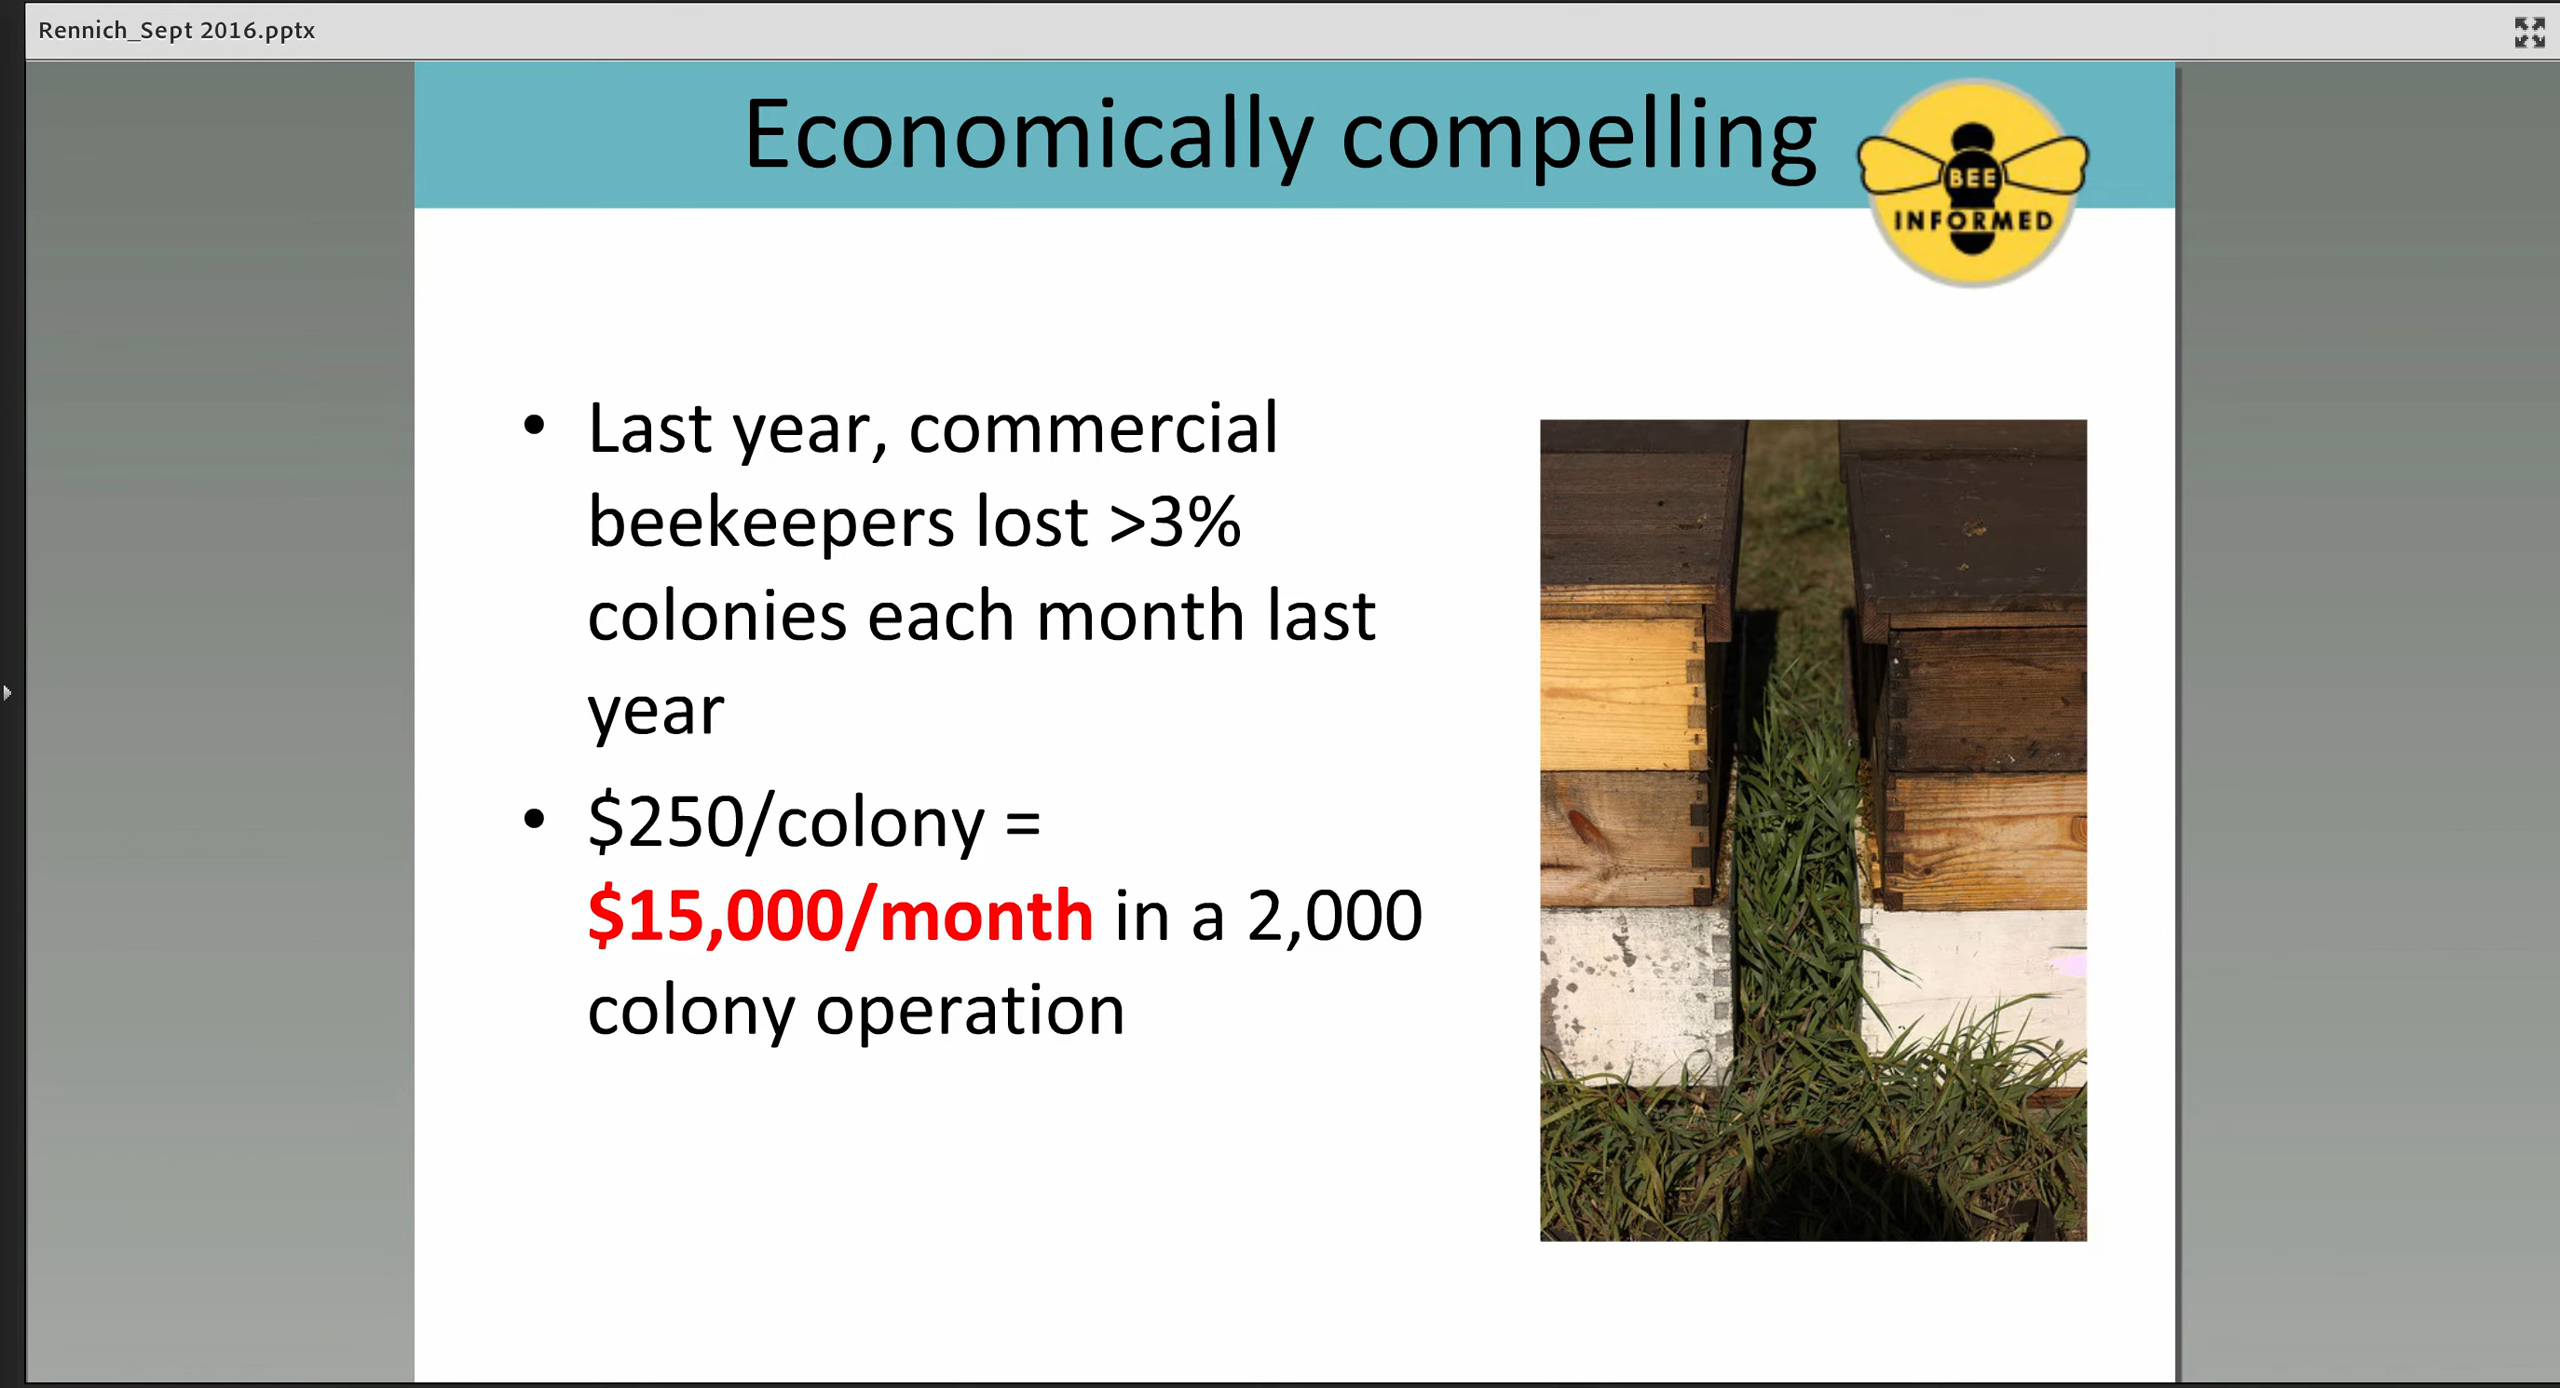 Rennich_Sept 2016.pptx
Economically compelling
BEE
INFORMED
• Last year, commercial
beekeepers lost >3%
colonies each month last
year
• $250/colony =
$15,000/month in a 2,000
colony operation